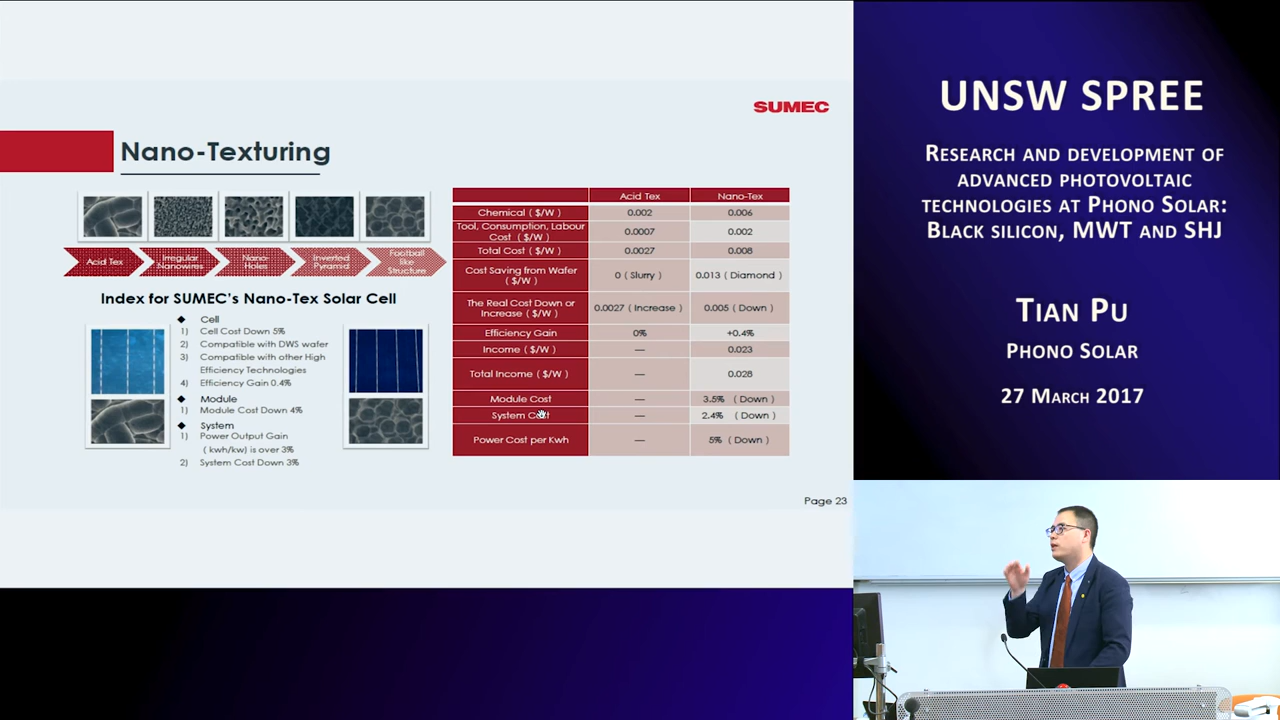 SUMEC
Nano-Texturing
Acid Tex
Irregular
Nanowires
Nano-
Holes
Inverted
Pyramid
Football
like
Structure
Index for SUMEC's Nano-Tex Solar Cell
◆ Cell
1) Cell Cost Down 5%
2) Compatible with DWS wafer
3) Compatible with other High
Efficiency Technologies
4) Efficiency Gain 0.4%
◆ Module
1) Module Cost Down 4%
◆ System
1) Power Output Gain
( kwh/kw) is over 3%
2) System Cost Down 3%
Acid Tex Nano-Tex
Chemical ( $/W ) 0.002 0.006
Tool, Consumption, Labour
Cost ( $/W ) 0.0007 0.002
Total Cost ( $/W ) 0.0027 0.008
Cost Saving from Wafer
( $/W ) 0 ( Slurry ) 0.013 ( Diamond )
The Real Cost Down or
Increase ( $/W ) 0.0027 ( Increase ) 0.005 ( Down )
Efficiency Gain 0% +0.4%
Income ( $/W ) — 0.023
Total Income ( $/W ) — 0.028
Module Cost — 3.5% ( Down )
System Cost — 2.4% ( Down )
Power Cost per Kwh — 5% ( Down )
Page 23
UNSW SPREE
RESEARCH AND DEVELOPMENT OF
ADVANCED PHOTOVOLTAIC
TECHNOLOGIES AT PHONO SOLAR:
BLACK SILICON, MWT AND SHJ
TIAN PU
PHONO SOLAR
27 MARCH 2017